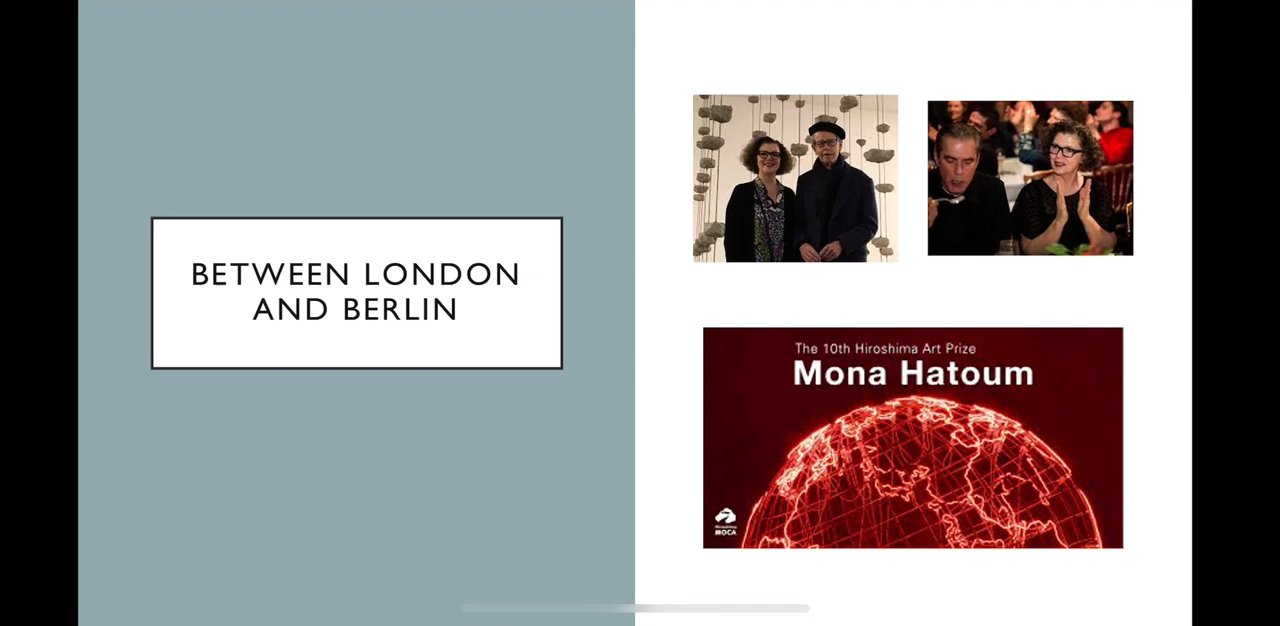 BETWEEN LONDON
AND BERLIN
The 10th Hiroshima Art Prize
Mona Hatoum
MOCA